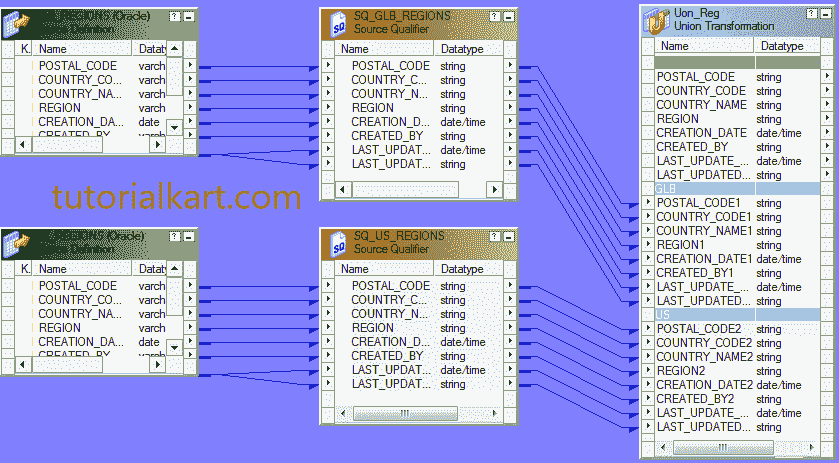 REGIONS (Oracle)
Definition
K. Name Dataty
POSTAL_CODE varch
COUNTRY_CO... varch
COUNTRY_NA... varch
REGION varch
CREATION_DA... date
CREATED_BY varch
SQ_GLB_REGIONS
Source Qualifier
Name Datatype
POSTAL_CODE string
COUNTRY_C... string
COUNTRY_N... string
REGION string
CREATION_D... date/time
CREATED_BY string
LAST_UPDAT... date/time
LAST_UPDAT... string
tutorialkart.com
(Oracle)
Definition
K. Name Dataty
POSTAL_CODE varch
COUNTRY_CO... varch
COUNTRY_NA... varch
REGION varch
CREATION_DA... date
CREATED_BY varch
SQ_US_REGIONS
Source Qualifier
Name Datatype
POSTAL_CODE string
COUNTRY_C... string
COUNTRY_N... string
REGION string
CREATION_D... date/time
CREATED_BY string
LAST_UPDAT... date/time
LAST_UPDAT... string
Uon_Reg
Union Transformation
Name Datatype
POSTAL_CODE string
COUNTRY_CODE string
COUNTRY_NAME string
REGION string
CREATION_DATE date/time
CREATED_BY string
LAST_UPDATE_... date/time
LAST_UPDATED... string
GLB
POSTAL_CODE1 string
COUNTRY_CODE1 string
COUNTRY_NAME1 string
REGION1 string
CREATION_DATE1 date/time
CREATED_BY1 string
LAST_UPDATE_... date/time
LAST_UPDATED... string
US
POSTAL_CODE2 string
COUNTRY_CODE2 string
COUNTRY_NAME2 string
REGION2 string
CREATION_DATE2 date/time
CREATED_BY2 string
LAST_UPDATE_... date/time
LAST_UPDATED... string